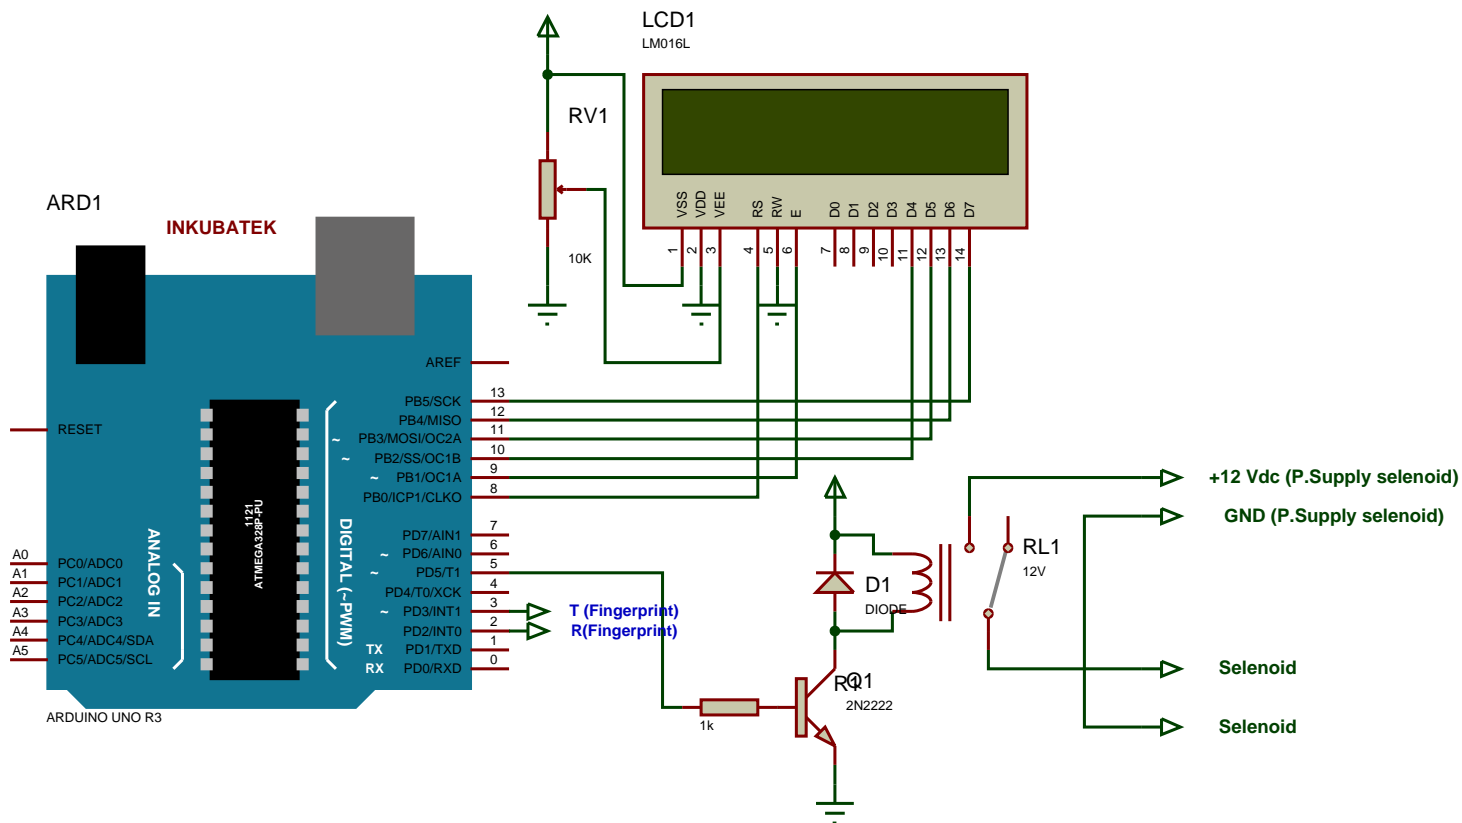 LCD1
LM016L
RV1
10K
VSS
VDD
VEE
RS
RW
E
D0
D1
D2
D3
D4
D5
D6
D7
1
2
3
4
5
6
7
8
9
10
11
12
13
14
ARD1
INKUBATEK
AREF
RESET
PB5/SCK 13
PB4/MISO 12
~ PB3/MOSI/OC2A 11
~ PB2/SS/OC1B 10
~ PB1/OC1A 9
PB0/ICP1/CLKO 8
PD7/AIN1 7
~ PD6/AIN0 6
~ PD5/T1 5
PD4/T0/XCK 4
~ PD3/INT1 3
PD2/INT0 2
TX PD1/TXD 1
RX PD0/RXD 0
1121
ATMEGA328P-PU
DIGITAL (~PWM)
ANALOG IN
A0 PC0/ADC0
A1 PC1/ADC1
A2 PC2/ADC2
A3 PC3/ADC3
A4 PC4/ADC4/SDA
A5 PC5/ADC5/SCL
ARDUINO UNO R3
T (Fingerprint)
R(Fingerprint)
D1
DIODE
RL1
12V
R1
1k
Q1
2N2222
+12 Vdc (P.Supply selenoid)
GND (P.Supply selenoid)
Selenoid
Selenoid